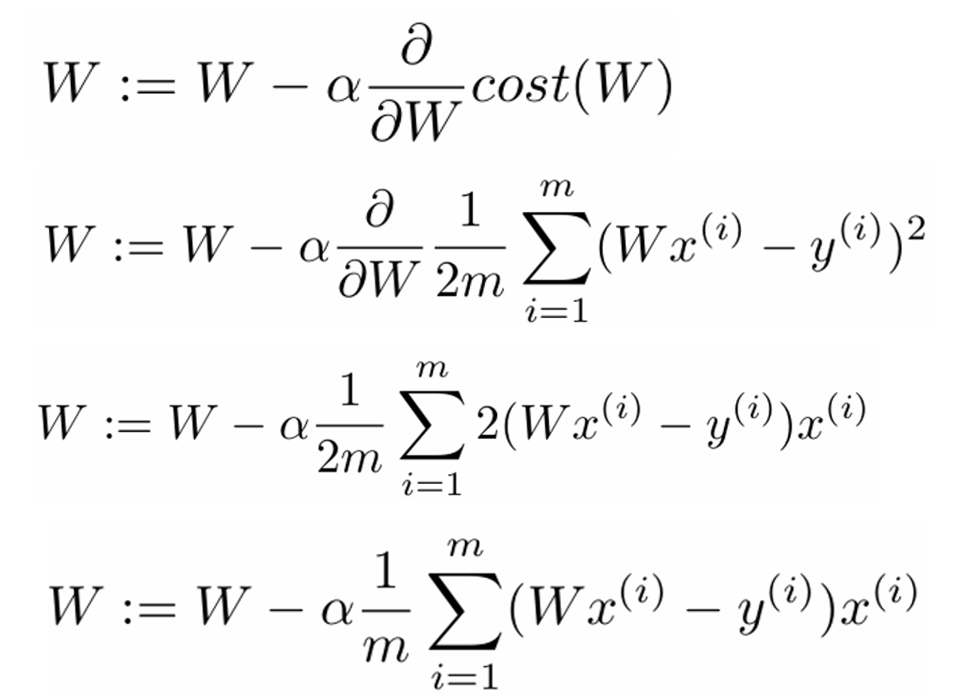 W := W − α ∂/∂W cost(W)
W := W − α ∂/∂W 1/2m ∑_{i=1}^{m} (Wx^{(i)} − y^{(i)})^2
W := W − α 1/2m ∑_{i=1}^{m} 2(Wx^{(i)} − y^{(i)})x^{(i)}
W := W − α 1/m ∑_{i=1}^{m} (Wx^{(i)} − y^{(i)})x^{(i)}